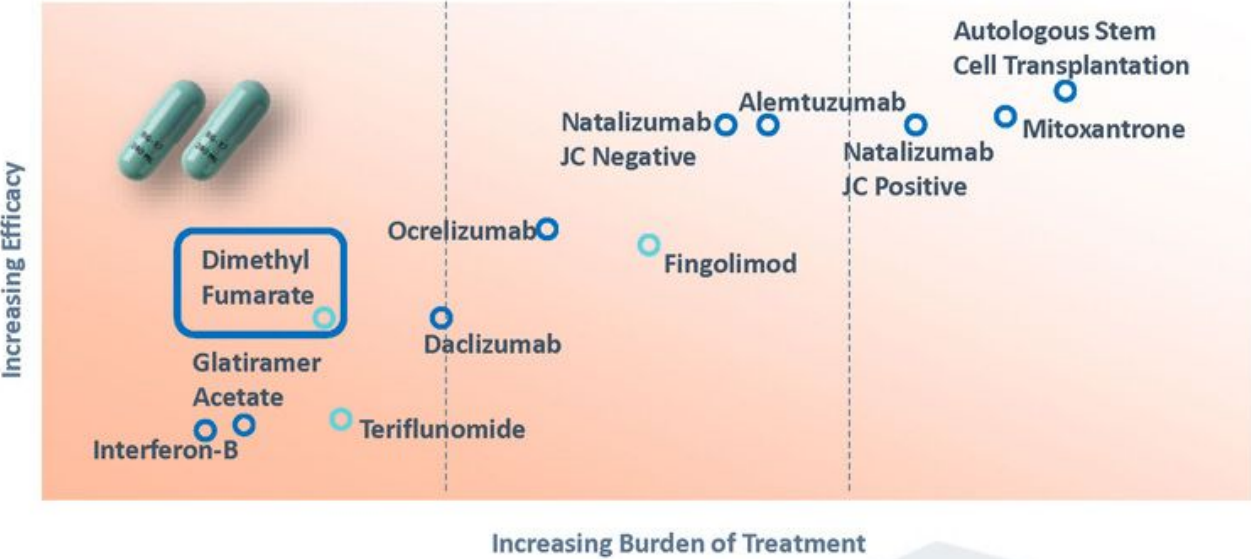 Autologous Stem
Cell Transplantation
Alemtuzumab
Natalizumab
JC Negative
Mitoxantrone
Natalizumab
JC Positive
Ocrelizumab
Fingolimod
Dimethyl
Fumarate
Daclizumab
Glatiramer
Acetate
Teriflunomide
Interferon-B
Increasing Efficacy
Increasing Burden of Treatment